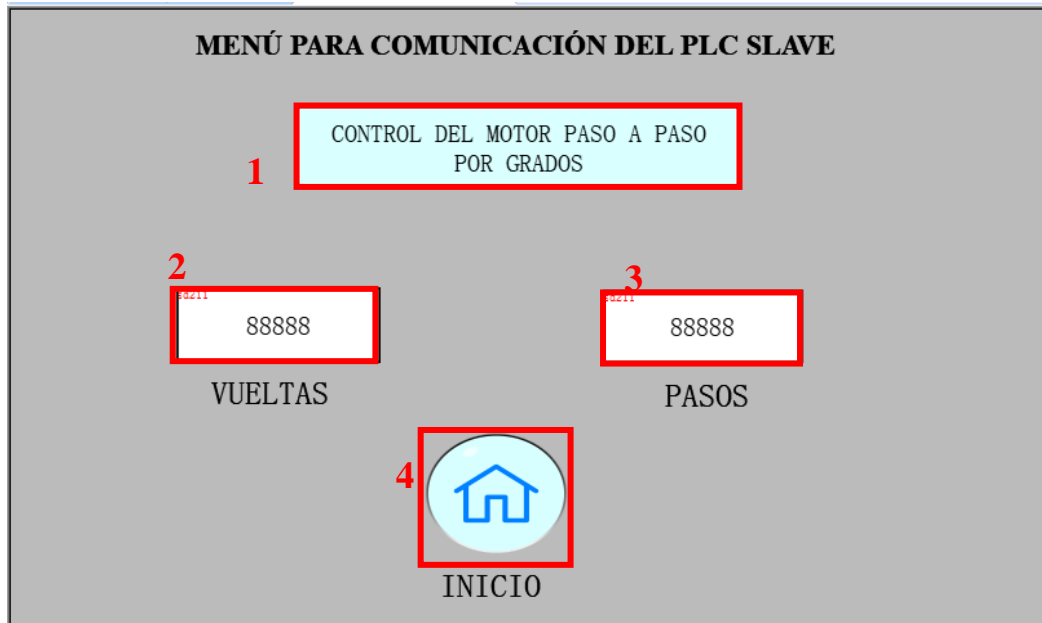 MENÚ PARA COMUNICACIÓN DEL PLC SLAVE
CONTROL DEL MOTOR PASO A PASO
POR GRADOS
1
2
3
88888
88888
VUELTAS
PASOS
4
INICIO